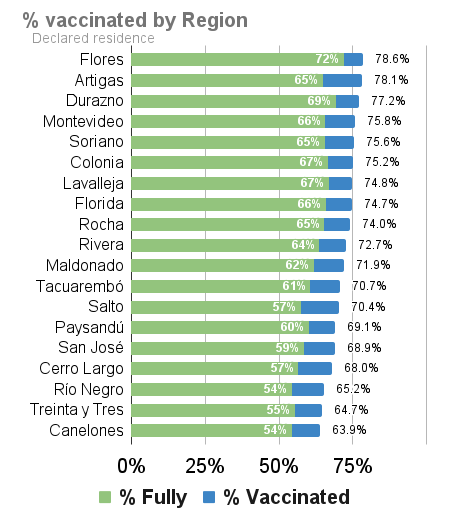 % vaccinated by Region
Declared residence
Flores 72% 78.6%
Artigas 65% 78.1%
Durazno 69% 77.2%
Montevideo 66% 75.8%
Soriano 65% 75.6%
Colonia 67% 75.2%
Lavalleja 67% 74.8%
Florida 66% 74.7%
Rocha 65% 74.0%
Rivera 64% 72.7%
Maldonado 62% 71.9%
Tacuarembó 61% 70.7%
Salto 57% 70.4%
Paysandú 60% 69.1%
San José 59% 68.9%
Cerro Largo 57% 68.0%
Río Negro 54% 65.2%
Treinta y Tres 55% 64.7%
Canelones 54% 63.9%
0% 25% 50% 75%
% Fully % Vaccinated